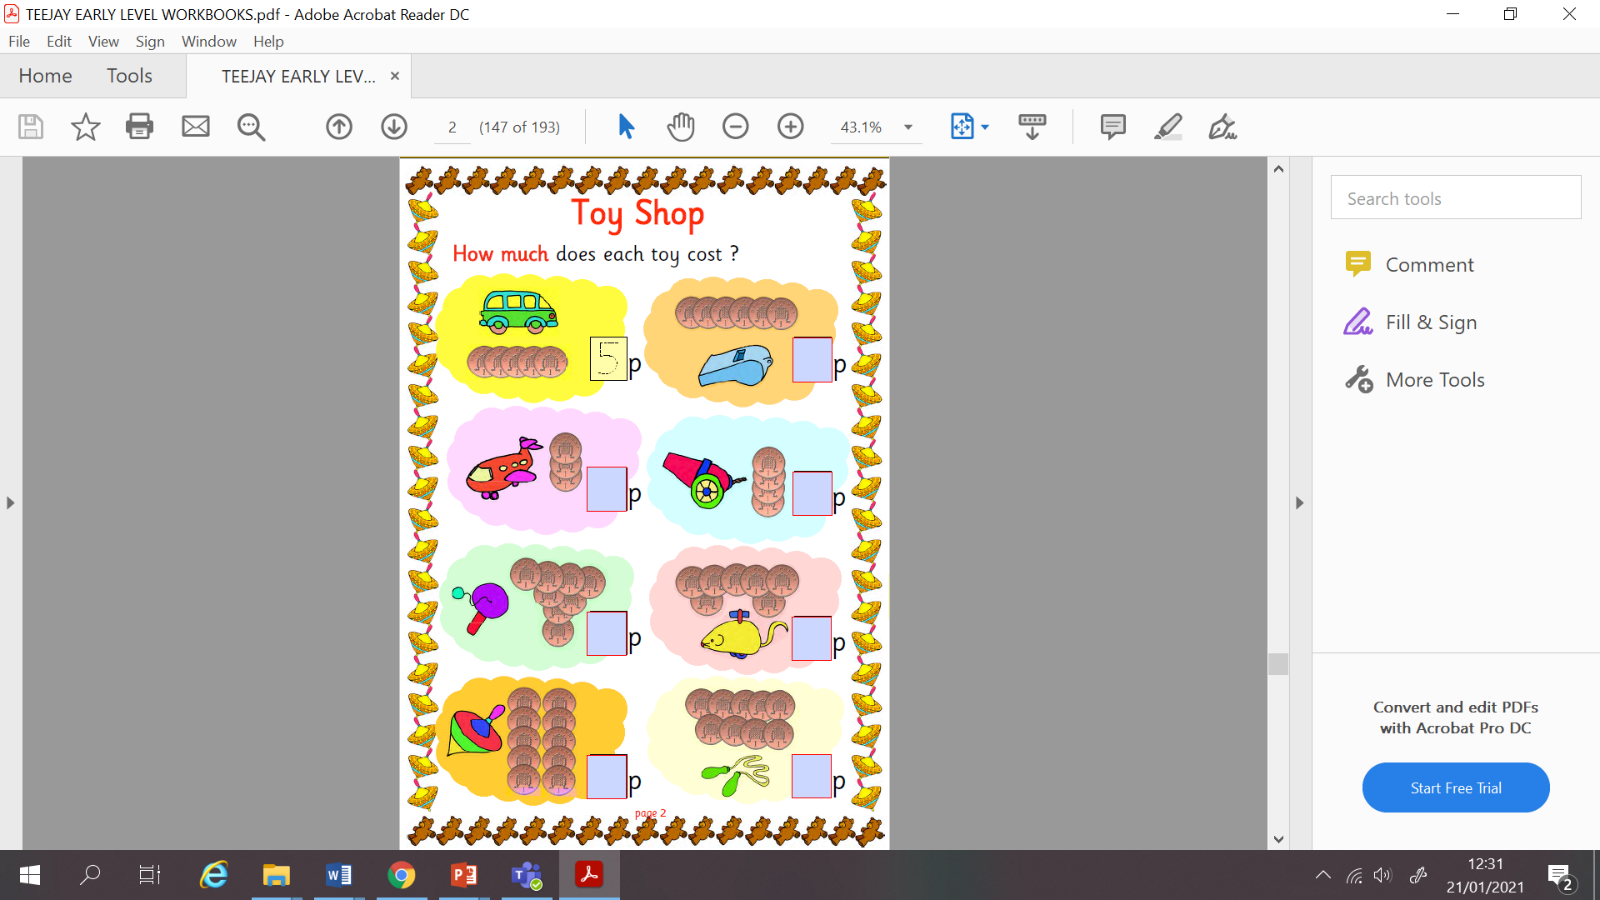 TEEJAY EARLY LEVEL WORKBOOKS.pdf - Adobe Acrobat Reader DC
File Edit View Sign Window Help
Home Tools TEEJAY EARLY LEV... ×
2 (147 of 193) 43.1%
Search tools
Comment
Fill & Sign
More Tools
Convert and edit PDFs
with Acrobat Pro DC
Start Free Trial
Toy Shop
How much does each toy cost ?
5 p
p
p
p
p
p
p
p
page 2
12:31
21/01/2021
2